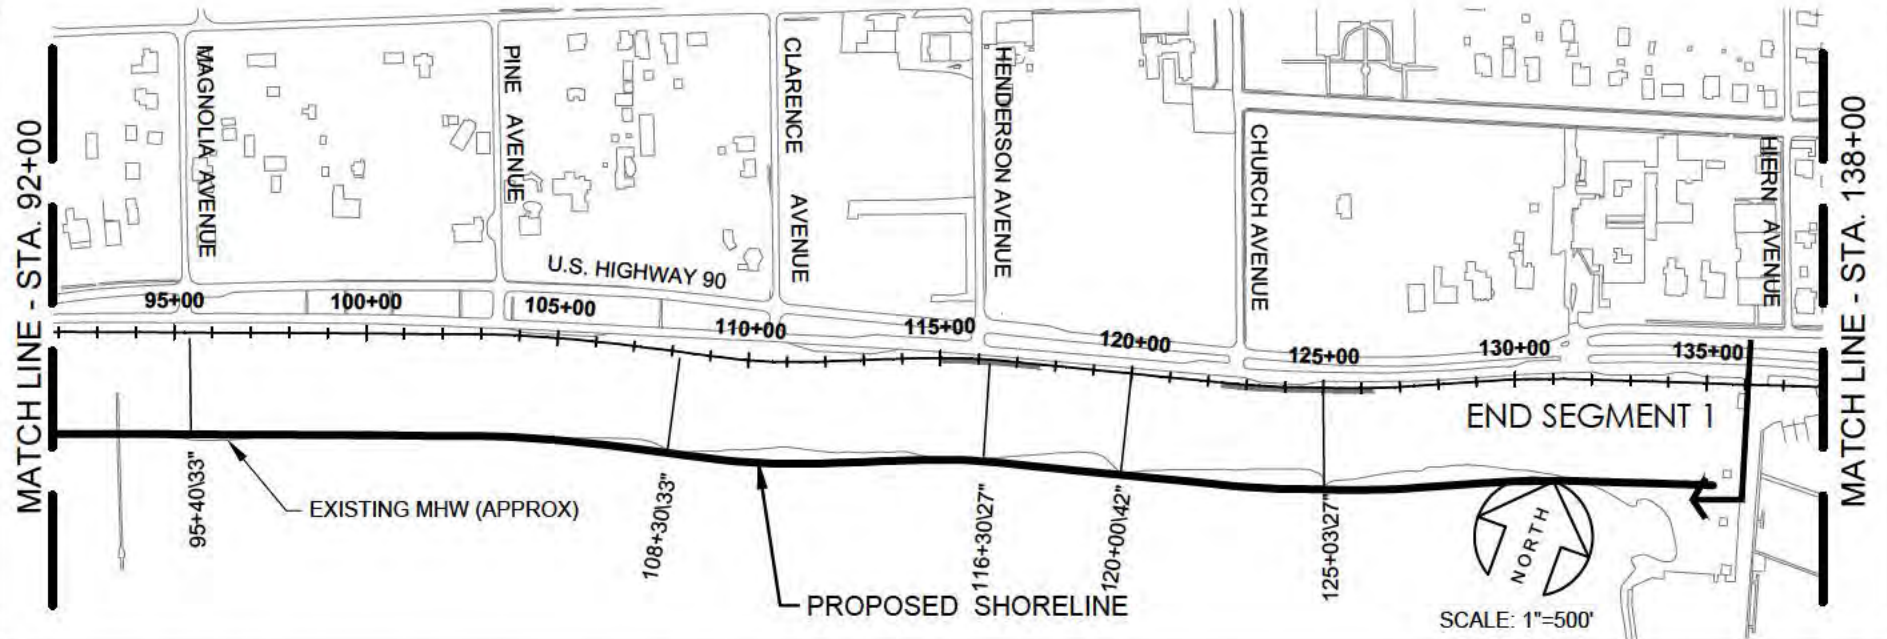 MATCH LINE - STA. 92+00
MAGNOLIA AVENUE
PINE AVENUE
CLARENCE AVENUE
HENDERSON AVENUE
CHURCH AVENUE
HIERN AVENUE
MATCH LINE - STA. 138+00
U.S. HIGHWAY 90
95+00
100+00
105+00
110+00
115+00
120+00
125+00
130+00
135+00
END SEGMENT 1
95+40\33"
EXISTING MHW (APPROX)
108+30\33"
116+30\27"
120+00\42"
125+03\27"
NORTH
PROPOSED SHORELINE
SCALE: 1"=500'